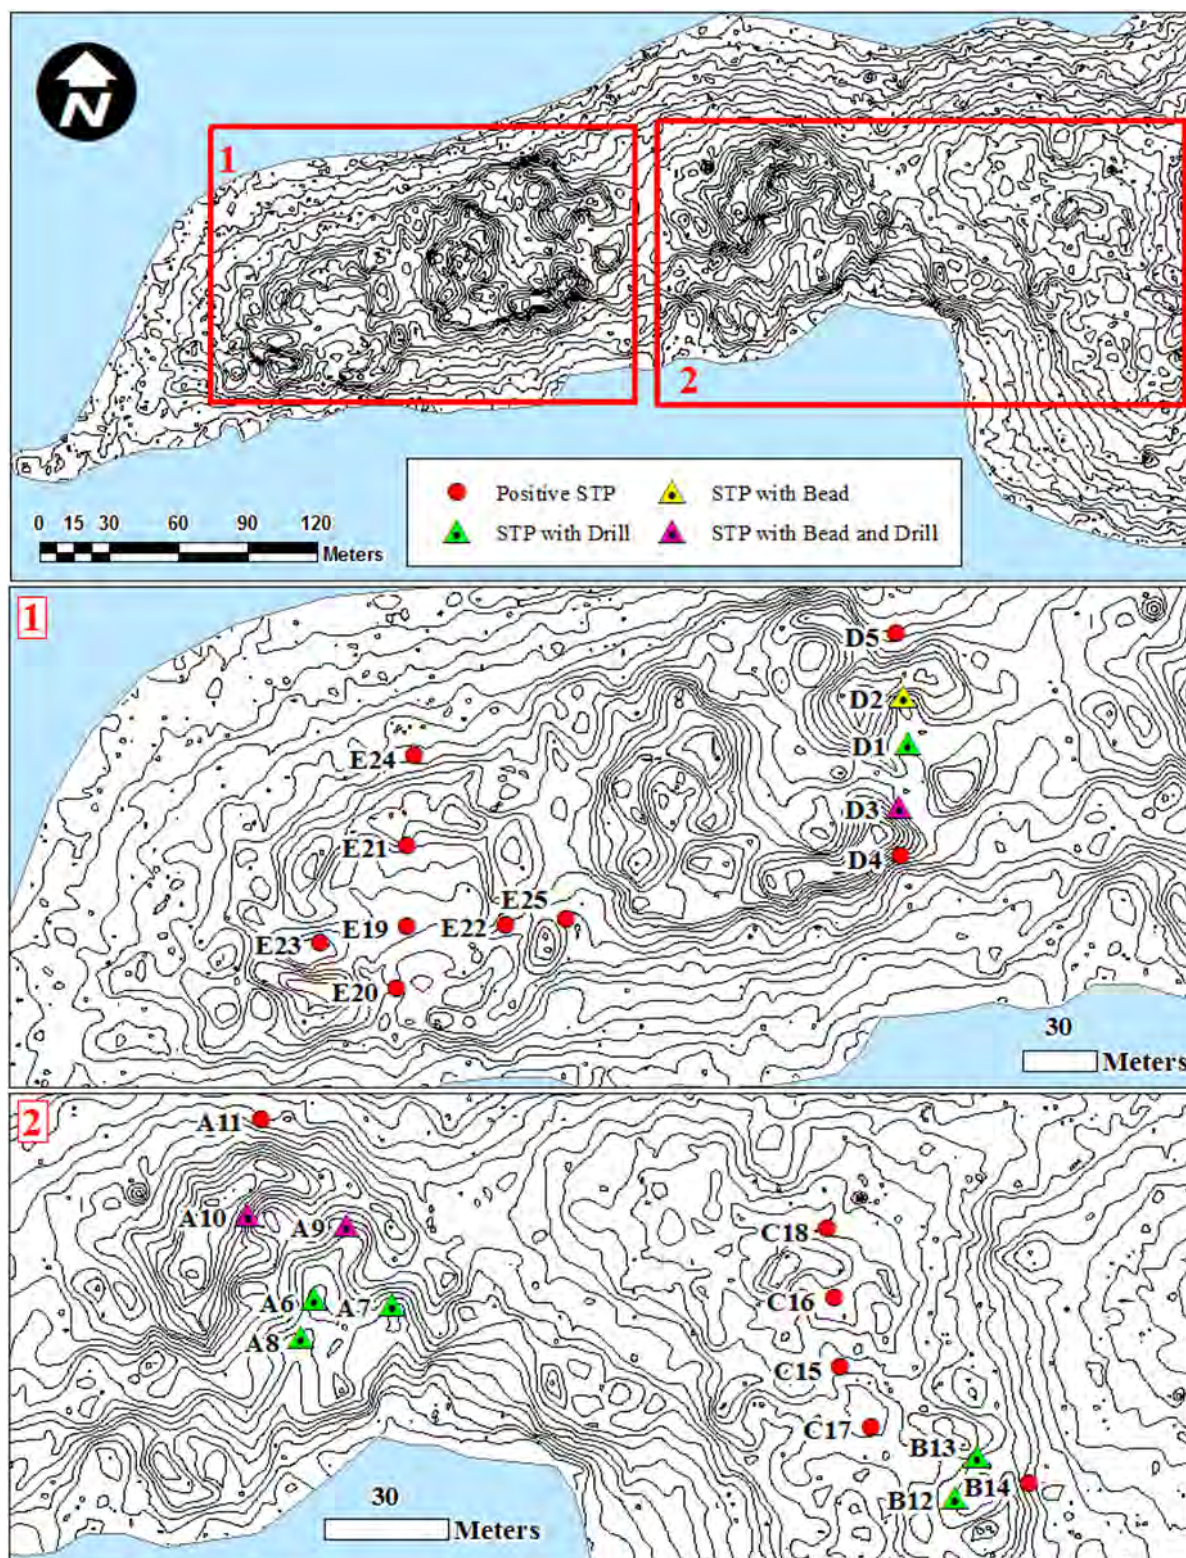 N
1
2
Positive STP
STP with Bead
STP with Drill
STP with Bead and Drill
0 15 30 60 90 120
Meters
1
D5
D2
D1
E24
D3
E21
D4
E25
E19
E22
E23
E20
30
Meters
2
A11
A10
A9
C18
A6
A7
C16
A8
C15
C17
B13
B14
B12
30
Meters